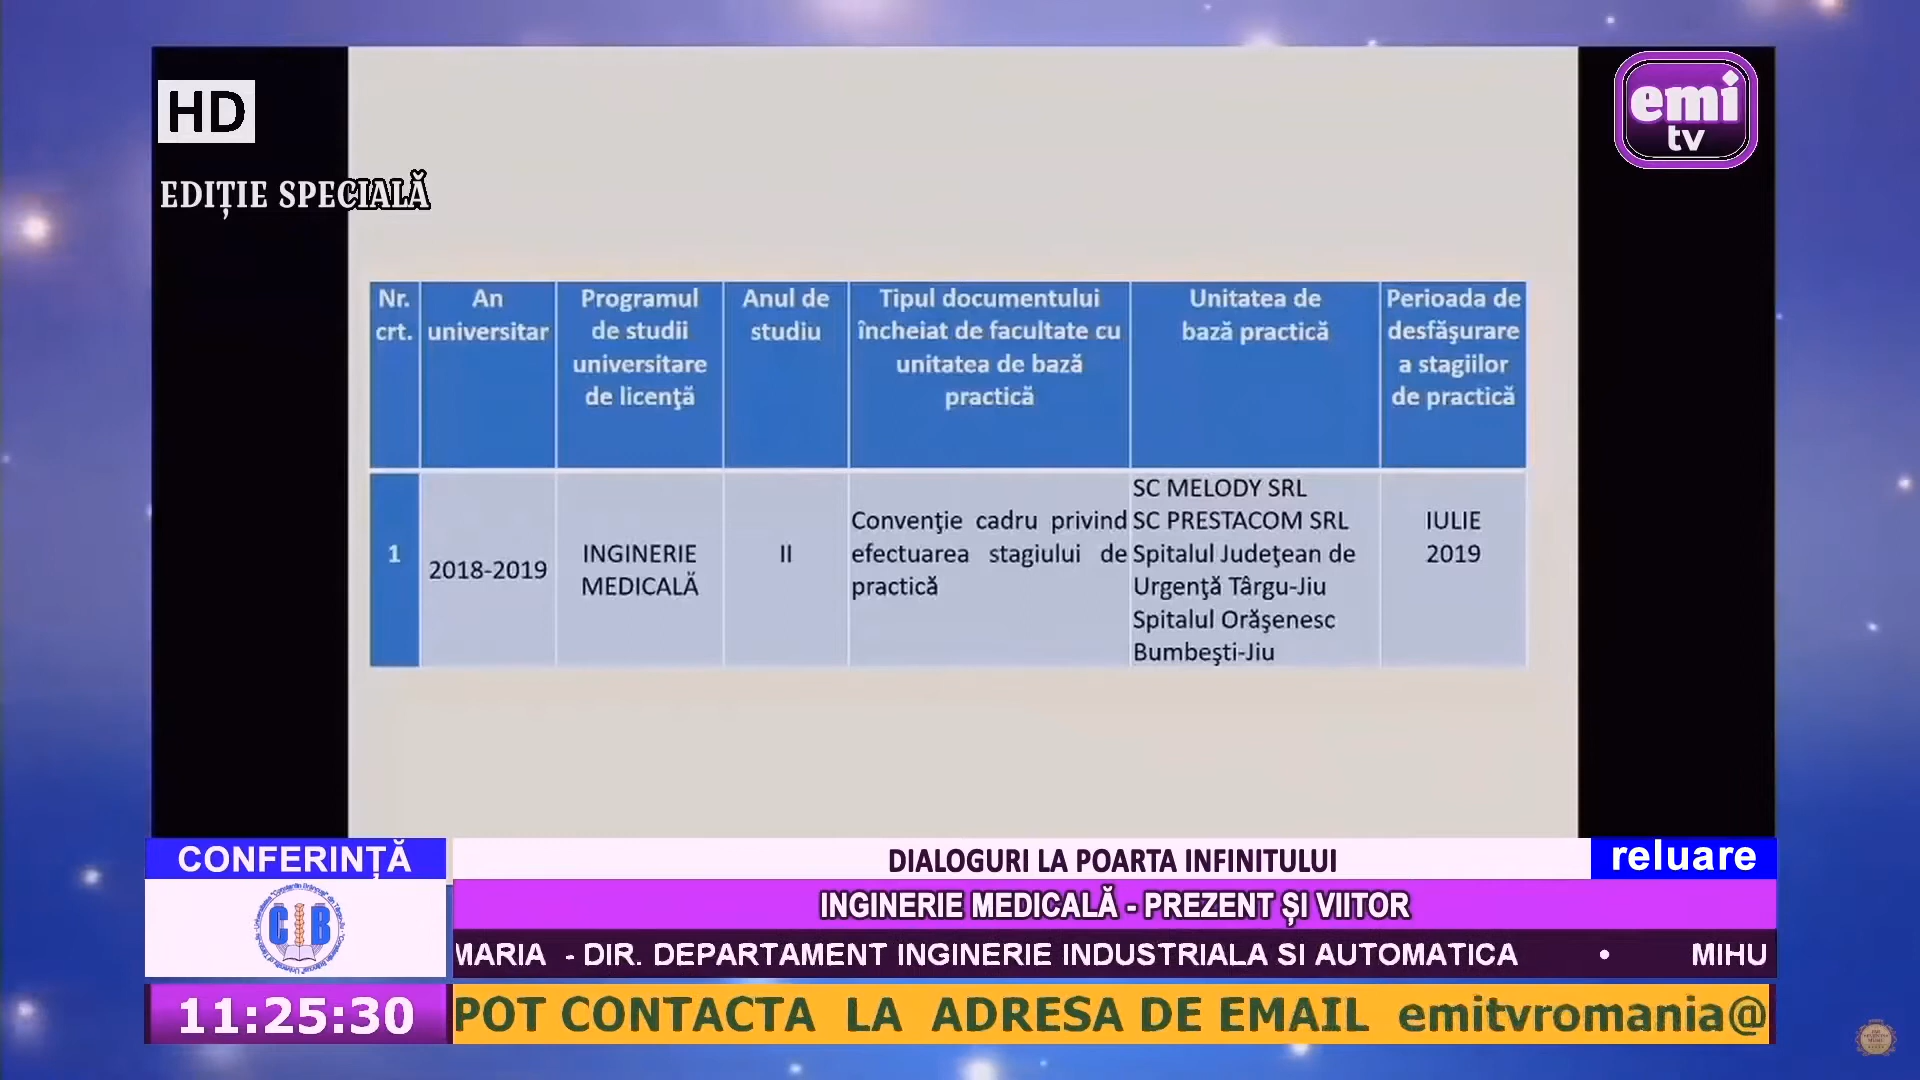 HD
EDIȚIE SPECIALĂ
emi
tv
Nr.
crt.
An
universitar
Programul
de studii
universitare
de licenţă
Anul de
studiu
Tipul documentului
încheiat de facultate cu
unitatea de bază
practică
Unitatea de
bază practică
Perioada de
desfăşurare
a stagiilor
de practică
1
2018-2019
INGINERIE
MEDICALĂ
II
Convenţie cadru privind
efectuarea stagiului de
practică
SC MELODY SRL
SC PRESTACOM SRL
Spitalul Judeţean de
Urgenţă Târgu-Jiu
Spitalul Orăşenesc
Bumbeşti-Jiu
IULIE
2019
CONFERINȚĂ
DIALOGURI LA POARTA INFINITULUI
reluare
INGINERIE MEDICALĂ - PREZENT ȘI VIITOR
CIB
MARIA - DIR. DEPARTAMENT INGINERIE INDUSTRIALA SI AUTOMATICA • MIHU
11:25:30
POT CONTACTA LA ADRESA DE EMAIL emitvromania@